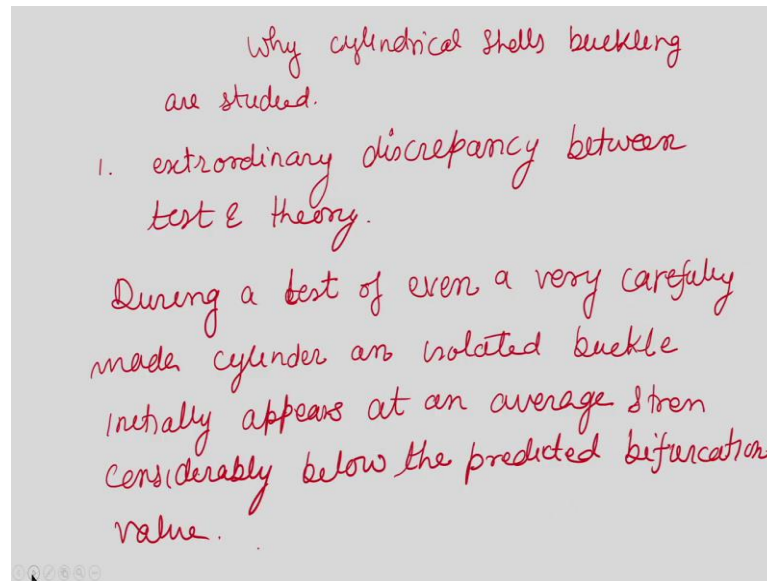 Why cylindrical shells buckling
are studied.
1. extrordinary discrepancy between
test & theory.
During a test of even a very carefully
made cylinder an isolated buckle
initially appears at an average stress
considerably below the predicted bifurcation
value.